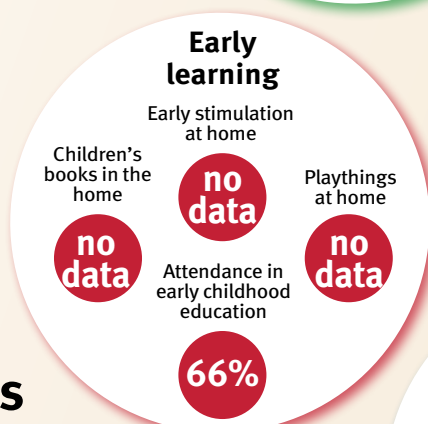 Early
learning
Early stimulation
at home
no
data
Children's
books in the
home
no
data
Playthings
at home
no
data
Attendance in
early childhood
education
66%
s